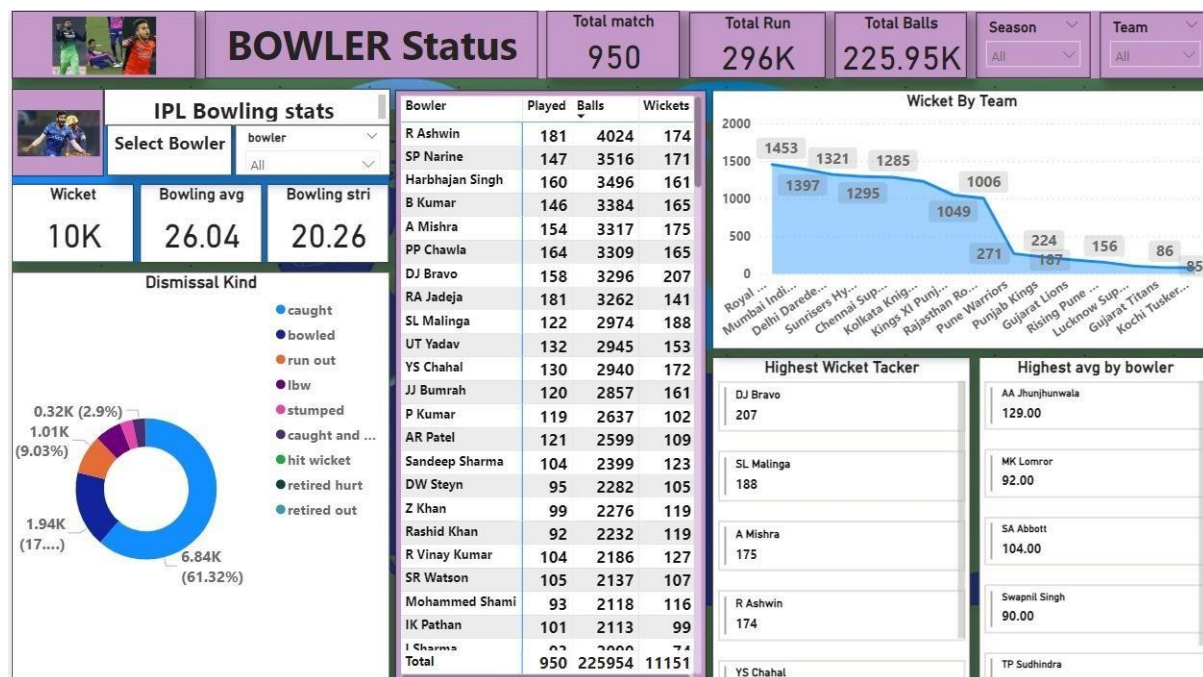 BOWLER Status
Total match
950
Total Run
296K
Total Balls
225.95K
Season
All
Team
All
IPL Bowling stats
Select Bowler
bowler
All
Wicket
10K
Bowling avg
26.04
Bowling stri
20.26
Dismissal Kind
caught
bowled
run out
lbw
stumped
caught and ...
hit wicket
retired hurt
retired out
0.32K (2.9%)
1.01K
(9.03%)
1.94K
(17....)
6.84K
(61.32%)
Bowler Played Balls Wickets
R Ashwin 181 4024 174
SP Narine 147 3516 171
Harbhajan Singh 160 3496 161
B Kumar 146 3384 165
A Mishra 154 3317 175
PP Chawla 164 3309 165
DJ Bravo 158 3296 207
RA Jadeja 181 3262 141
SL Malinga 122 2974 188
UT Yadav 132 2945 153
YS Chahal 130 2940 172
JJ Bumrah 120 2857 161
P Kumar 119 2637 102
AR Patel 121 2599 109
Sandeep Sharma 104 2399 123
DW Steyn 95 2282 105
Z Khan 99 2276 119
Rashid Khan 92 2232 119
R Vinay Kumar 104 2186 127
SR Watson 105 2137 107
Mohammed Shami 93 2118 116
IK Pathan 101 2113 99
I Sharma
Total 950 225954 11151
Wicket By Team
2000
1500
1000
500
0
1453
1397
1321
1295
1285
1049
1006
271
224
187
156
86
85
Royal ...
Mumbai Indi...
Delhi Darede...
Sunrisers Hy...
Chennai Sup...
Kolkata Knig...
Kings XI Punj...
Rajasthan Ro...
Pune Warriors
Punjab Kings
Gujarat Lions
Rising Pune ...
Lucknow Sup...
Gujarat Titans
Kochi Tusker...
Highest Wicket Tacker
DJ Bravo
207
SL Malinga
188
A Mishra
175
R Ashwin
174
YS Chahal
Highest avg by bowler
AA Jhunjhunwala
129.00
MK Lomror
92.00
SA Abbott
104.00
Swapnil Singh
90.00
TP Sudhindra